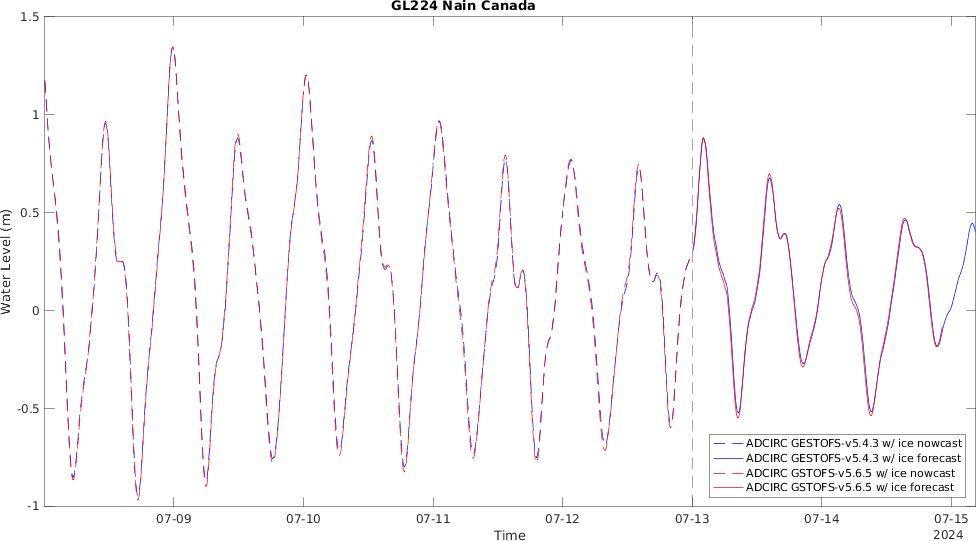 GL224 Nain Canada
1.5
1
0.5
0
-0.5
-1
Water Level (m)
07-09
07-10
07-11
07-12
07-13
07-14
07-15
2024
Time
ADCIRC GESTOFS-v5.4.3 w/ ice nowcast
ADCIRC GESTOFS-v5.4.3 w/ ice forecast
ADCIRC GSTOFS-v5.6.5 w/ ice nowcast
ADCIRC GSTOFS-v5.6.5 w/ ice forecast